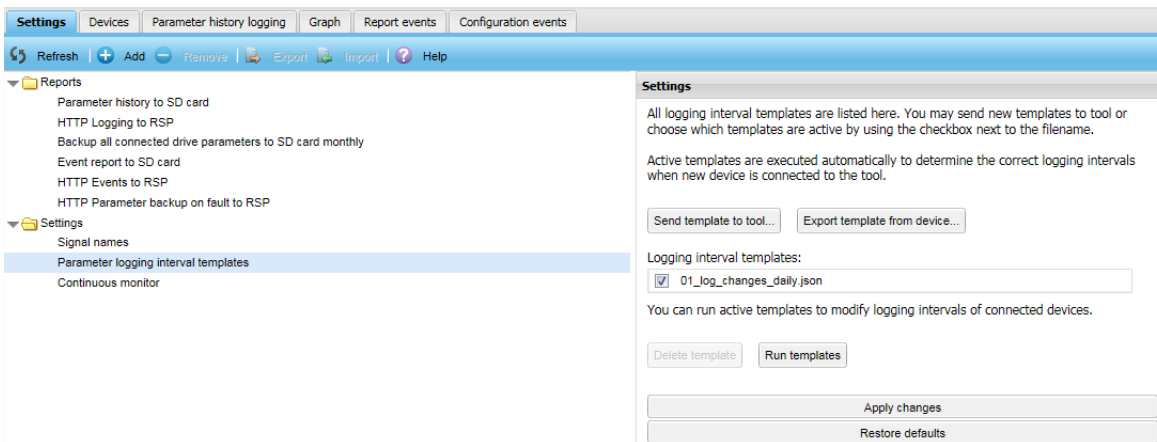 Settings Devices Parameter history logging Graph Report events Configuration events
Refresh Add Remove Export Import ? Help
Reports
Parameter history to SD card
HTTP Logging to RSP
Backup all connected drive parameters to SD card monthly
Event report to SD card
HTTP Events to RSP
HTTP Parameter backup on fault to RSP
Settings
Signal names
Parameter logging interval templates
Continuous monitor
Settings
All logging interval templates are listed here. You may send new templates to tool or
choose which templates are active by using the checkbox next to the filename.
Active templates are executed automatically to determine the correct logging intervals
when new device is connected to the tool.
Send template to tool... Export template from device...
Logging interval templates:
01_log_changes_daily.json
You can run active templates to modify logging intervals of connected devices.
Delete template Run templates
Apply changes
Restore defaults